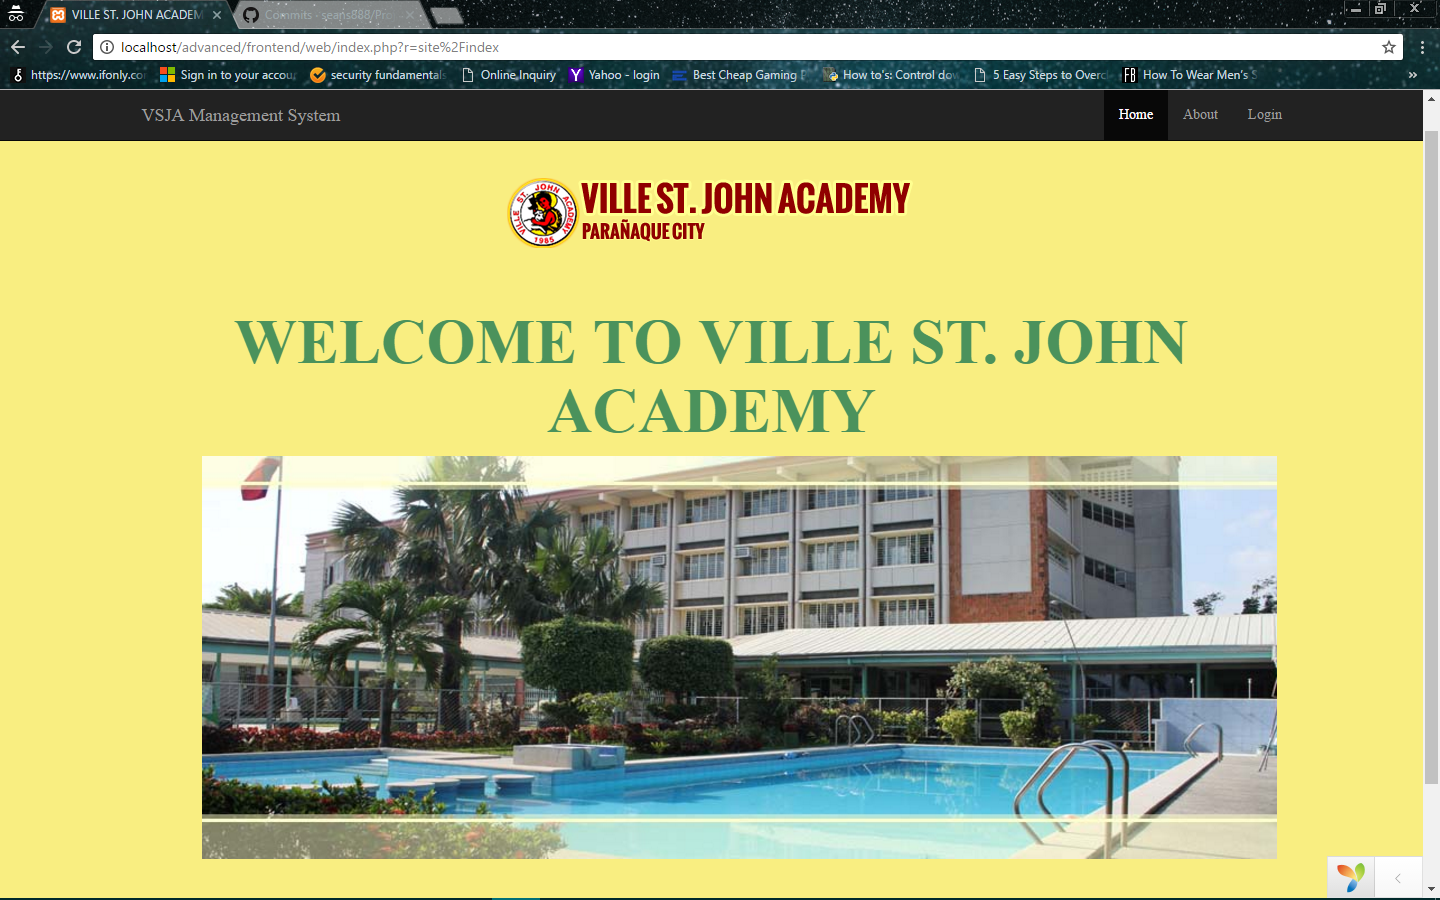 VILLE ST. JOHN ACADEM
Commits · seans888/Pro
localhost/advanced/frontend/web/index.php?r=site%2Findex
https://www.ifonly.co
Sign in to your accou
security fundamentals
Online Inquiry
Yahoo - login
Best Cheap Gaming
How to's: Control do
5 Easy Steps to Overc
How To Wear Men's
VSJA Management System
Home
About
Login
VILLE ST. JOHN ACADEMY
1985
VILLE ST. JOHN ACADEMY
PARAÑAQUE CITY
WELCOME TO VILLE ST. JOHN
ACADEMY